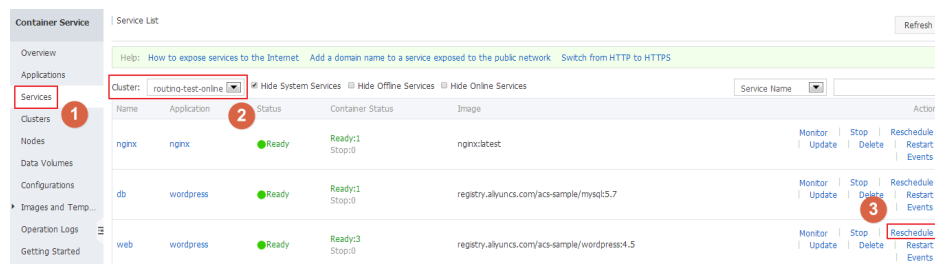 Container Service
Service List
Refresh
Overview
Help: How to expose services to the Internet Add a domain name to a service exposed to the public network Switch from HTTP to HTTPS
Applications
Cluster: routing-test-online Hide System Services Hide Offline Services Hide Online Services Service Name
Services
1
2
Name Application Status Container Status Image Action
Clusters
Nodes
Data Volumes
Configurations
Images and Temp...
Operation Logs
Getting Started
nginx nginx Ready Ready:1 nginx:latest Monitor Stop Reschedule
Stop:0 Update Delete Restart
Events
db wordpress Ready Ready:1 registry.aliyuncs.com/acs-sample/mysql:5.7 Monitor Stop Reschedule
Stop:0 Update Delete Restart
3 Events
web wordpress Ready Ready:3 registry.aliyuncs.com/acs-sample/wordpress:4.5 Monitor Stop Reschedule
Stop:0 Update Delete Restart
Events